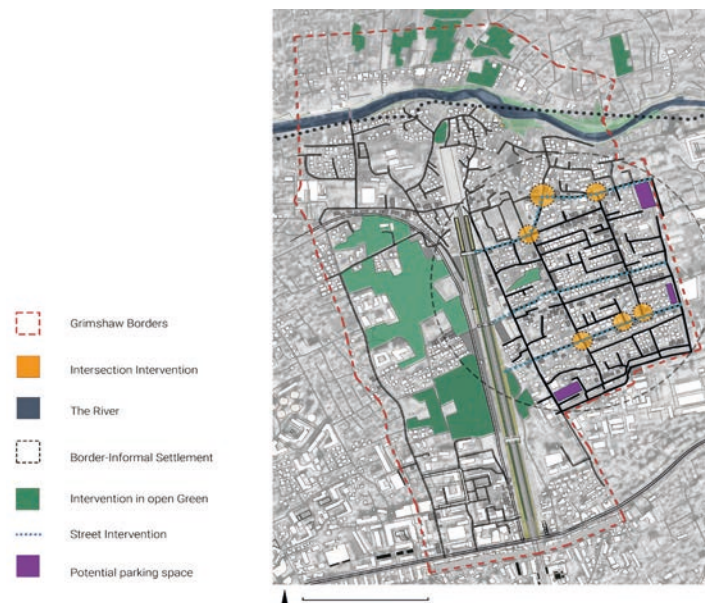 Grimshaw Borders
Intersection Intervention
The River
Border-Informal Settlement
Intervention in open Green
Street Intervention
Potential parking space